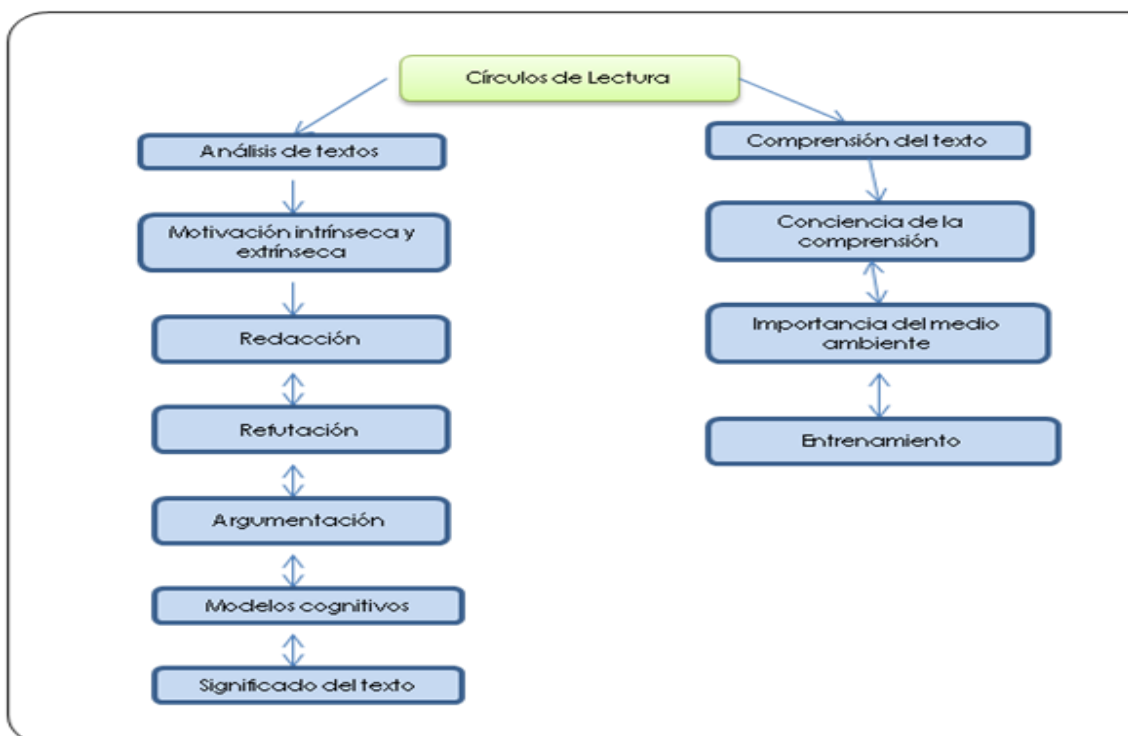 Círculos de Lectura
Análisis de textos
Motivación intrínseca y
extrínseca
Redacción
Refutación
Argumentación
Modelos cognitivos
Significado del texto
Comprensión del texto
Conciencia de la
comprensión
Importancia del medio
ambiente
Entrenamiento